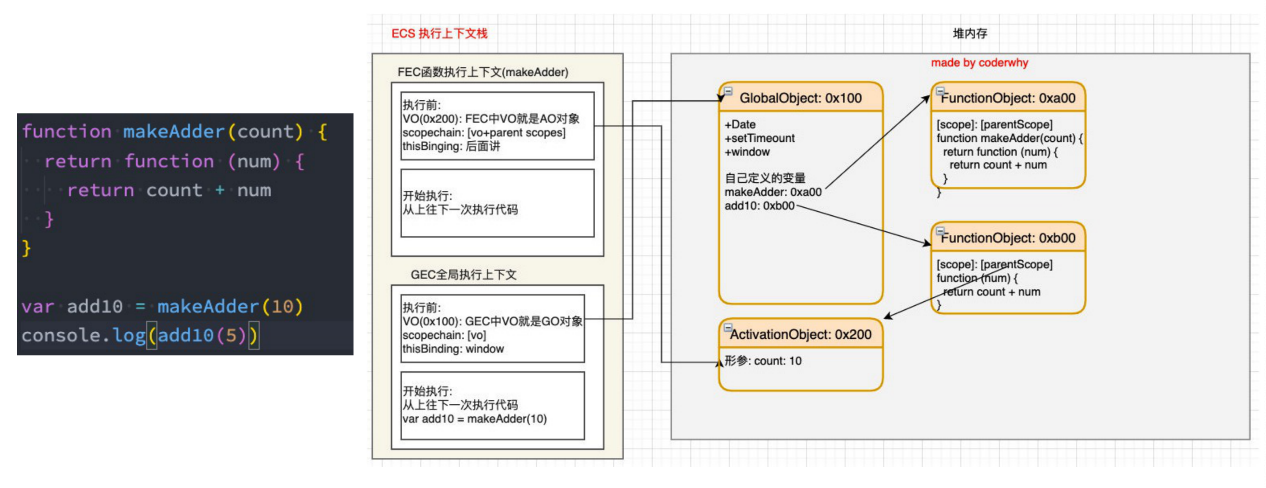 function makeAdder(count) {
return function (num) {
return count + num
}
}
var add10 = makeAdder(10)
console.log(add10(5))
ECS 执行上下文栈
FEC函数执行上下文(makeAdder)
执行前:
VO(0x200): FEC中VO就是AO对象
scopechain: [vo+parent scopes]
thisBinging: 后面讲
开始执行:
从上往下一次执行代码
GEC全局执行上下文
执行前:
VO(0x100): GEC中VO就是GO对象
scopechain: [vo]
thisBinding: window
开始执行:
从上往下一次执行代码
var add10 = makeAdder(10)
堆内存
made by coderwhy
GlobalObject: 0x100
+Date
+setTimeount
+window
自己定义的变量
makeAdder: 0xa00
add10: 0xb00
FunctionObject: 0xa00
[scope]: [parentScope]
function makeAdder(count) {
return function (num) {
return count + num
}
}
FunctionObject: 0xb00
[scope]: [parentScope]
function (num) {
return count + num
}
ActivationObject: 0x200
形参: count: 10